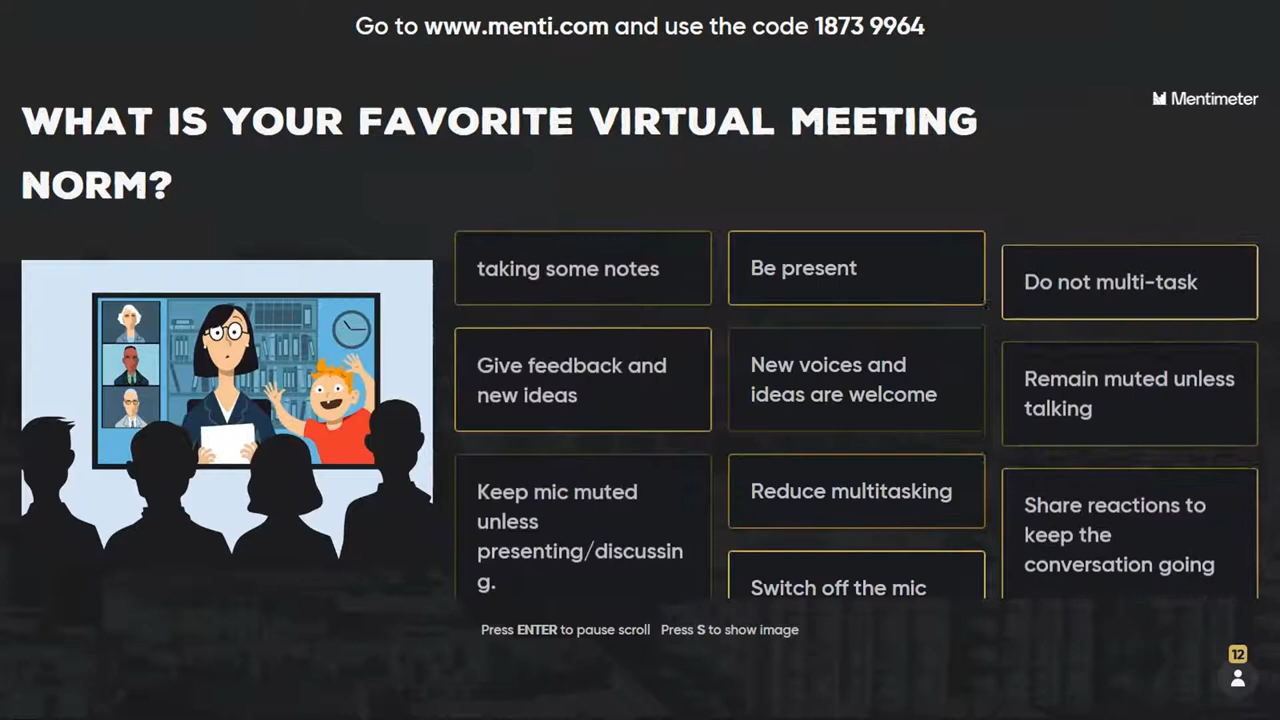 Go to www.menti.com and use the code 1873 9964
Mentimeter
WHAT IS YOUR FAVORITE VIRTUAL MEETING
NORM?
taking some notes
Give feedback and
new ideas
Keep mic muted
unless
presenting/discussin
g.
Be present
New voices and
ideas are welcome
Reduce multitasking
Switch off the mic
Do not multi-task
Remain muted unless
talking
Share reactions to
keep the
conversation going
Press ENTER to pause scroll Press S to show image
12